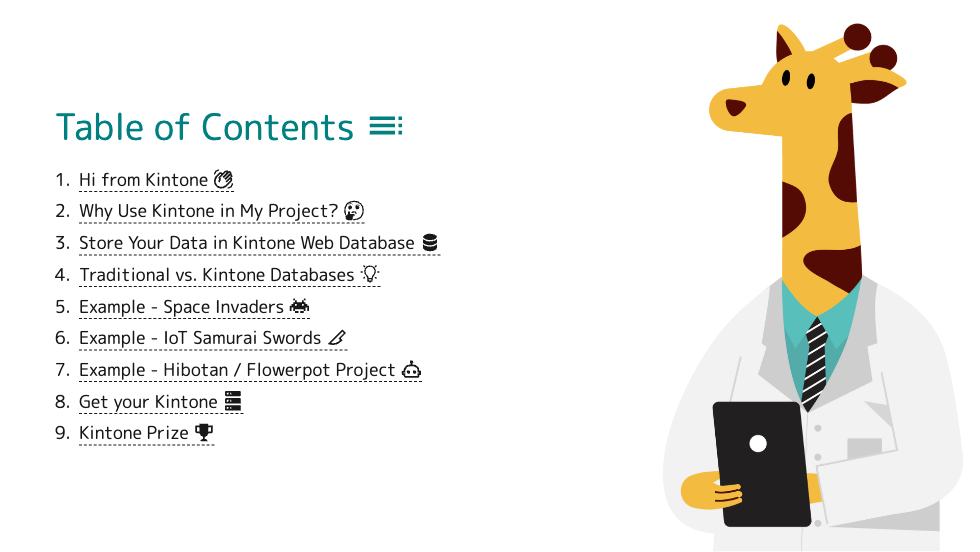 Table of Contents
1. Hi from Kintone
2. Why Use Kintone in My Project?
3. Store Your Data in Kintone Web Database
4. Traditional vs. Kintone Databases
5. Example - Space Invaders
6. Example - IoT Samurai Swords
7. Example - Hibotan / Flowerpot Project
8. Get your Kintone
9. Kintone Prize